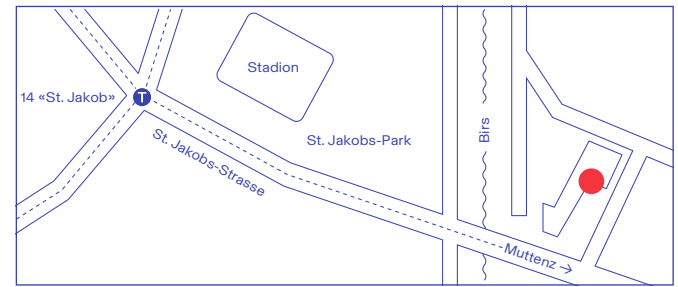 Stadion
14 «St. Jakob»
T
St. Jakobs-Park
Birs
St. Jakobs-Strasse
Muttenz →